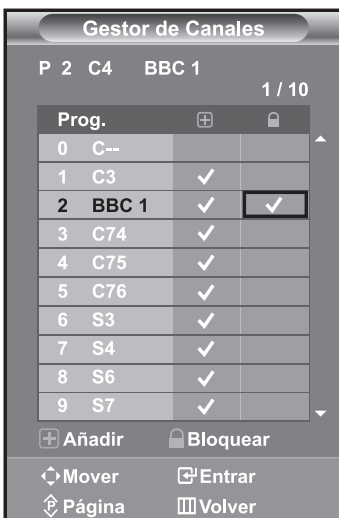 Gestor de Canales
P 2 C4 BBC 1
1 / 10
Prog.
0 C--
1 C3
2 BBC 1
3 C74
4 C75
5 C76
6 S3
7 S4
8 S6
9 S7
Añadir Bloquear
Mover Entrar
Página Volver